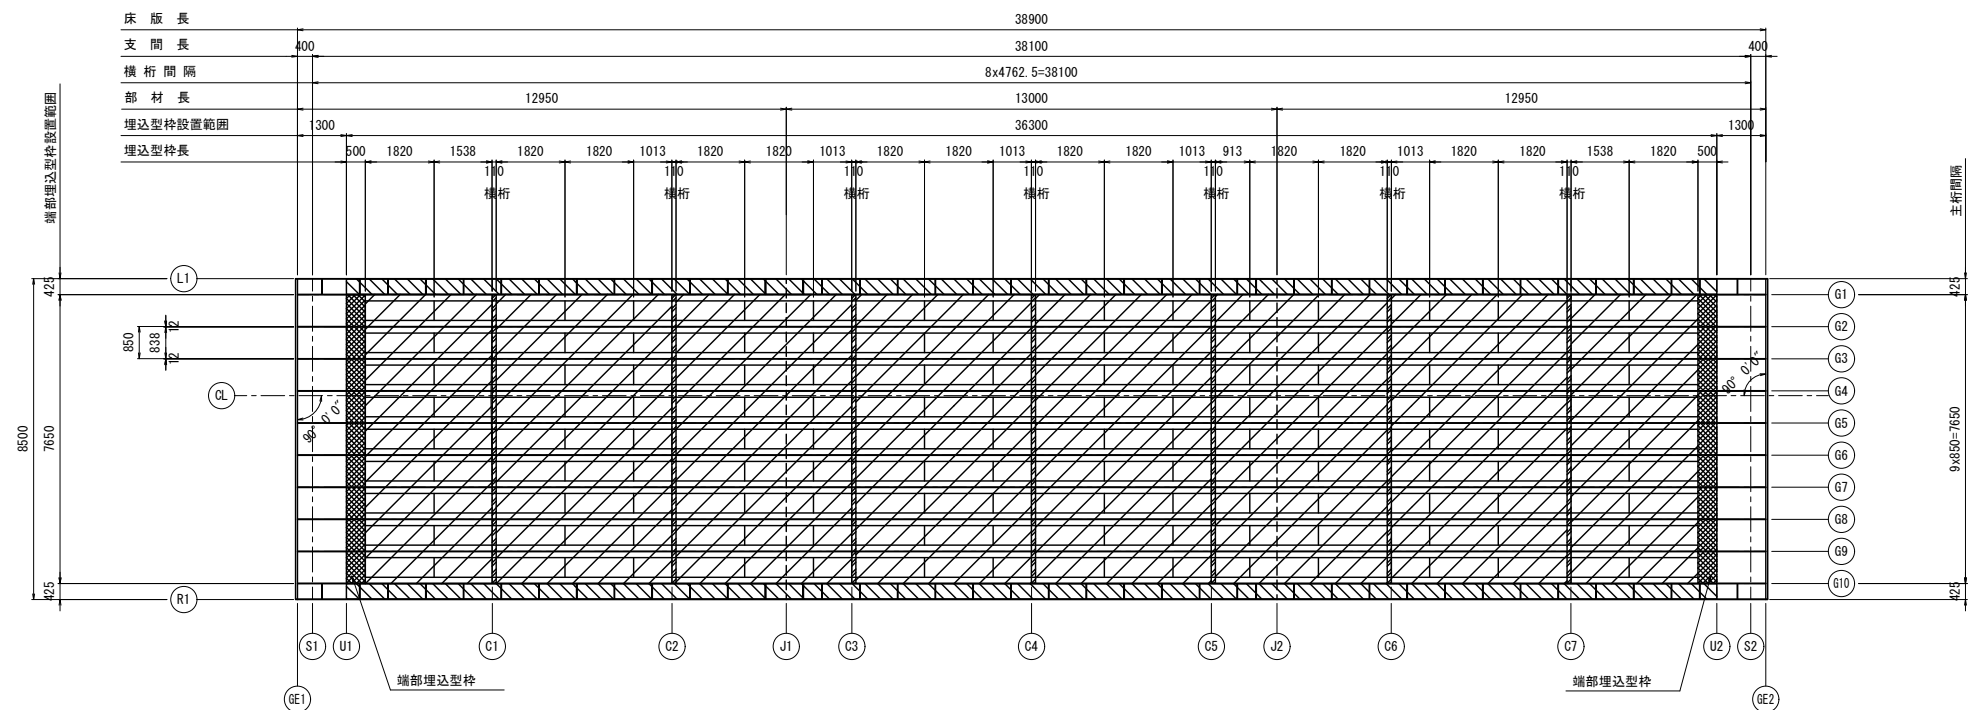 床 版 長 38900
支 間 長 400 38100 400
横 桁 間 隔 8x4762.5=38100
部 材 長 12950 13000 12950
埋込型枠設置範囲 1300 36300 1300
埋込型枠長 500 1820 1538 1820 1820 1013 1820 1820 1013 1820 1820 1013 1820 1820 1013 913 1820 1820 1013 1820 1820 1538 1820 500
110 110 110 110 110 110 110
横桁 横桁 横桁 横桁 横桁 横桁 横桁
端部埋込型枠設置範囲
主桁間隔
L1
425
425
G1
12
G2
850
838
12
G3
90° 0' 0"
G4
CL
90° 0' 0"
G5
8500
7650
9x850=7650
G6
G7
G8
G9
G10
425
425
R1
S1 U1 C1 C2 J1 C3 C4 C5 J2 C6 C7 U2 S2
端部埋込型枠 端部埋込型枠
GE1 GE2